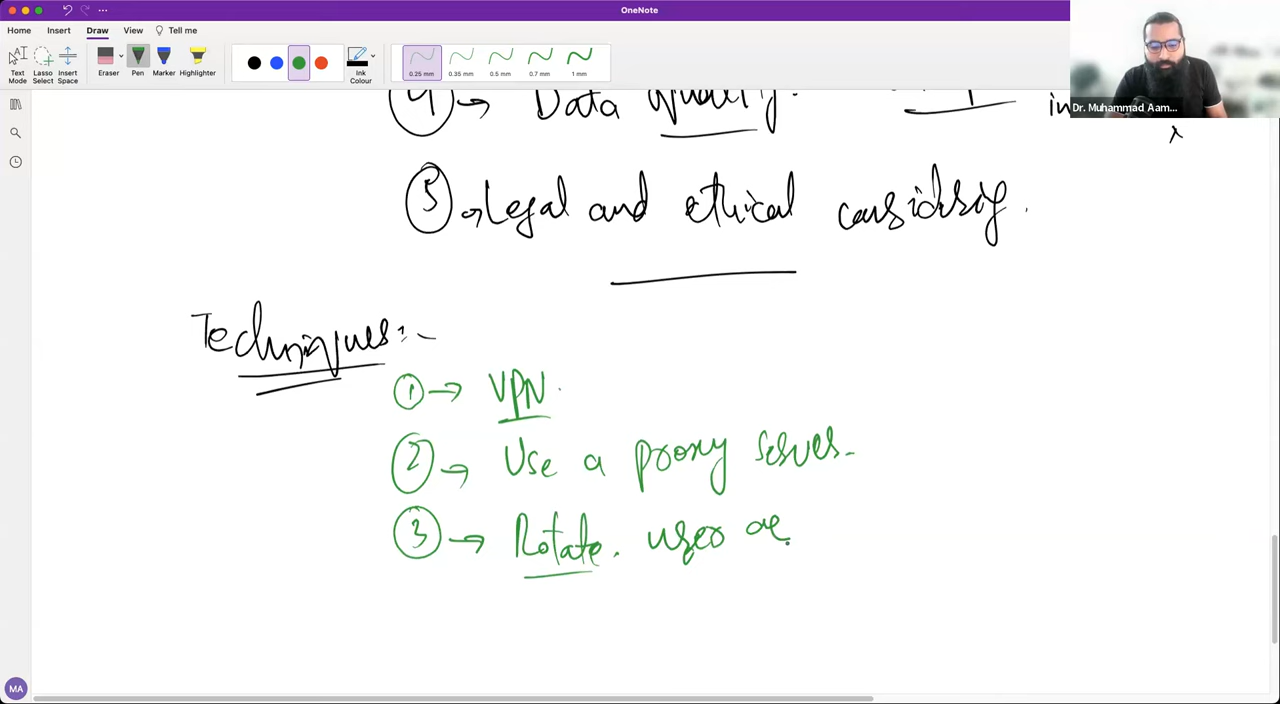 OneNote
Home Insert Draw View Tell me
Text Mode Lasso Select Insert Space Eraser Pen Marker Highlighter 0.25 mm 0.35 mm 0.5 mm 0.7 mm 1 mm Ink Colour
Dr. Muhammad Aam...
④→ Data quality. in
⑤→ Legal and ethical
Techniques:-
①→ VPN.
②→ Use a proxy server.
③→ Rotate. user ag
MA